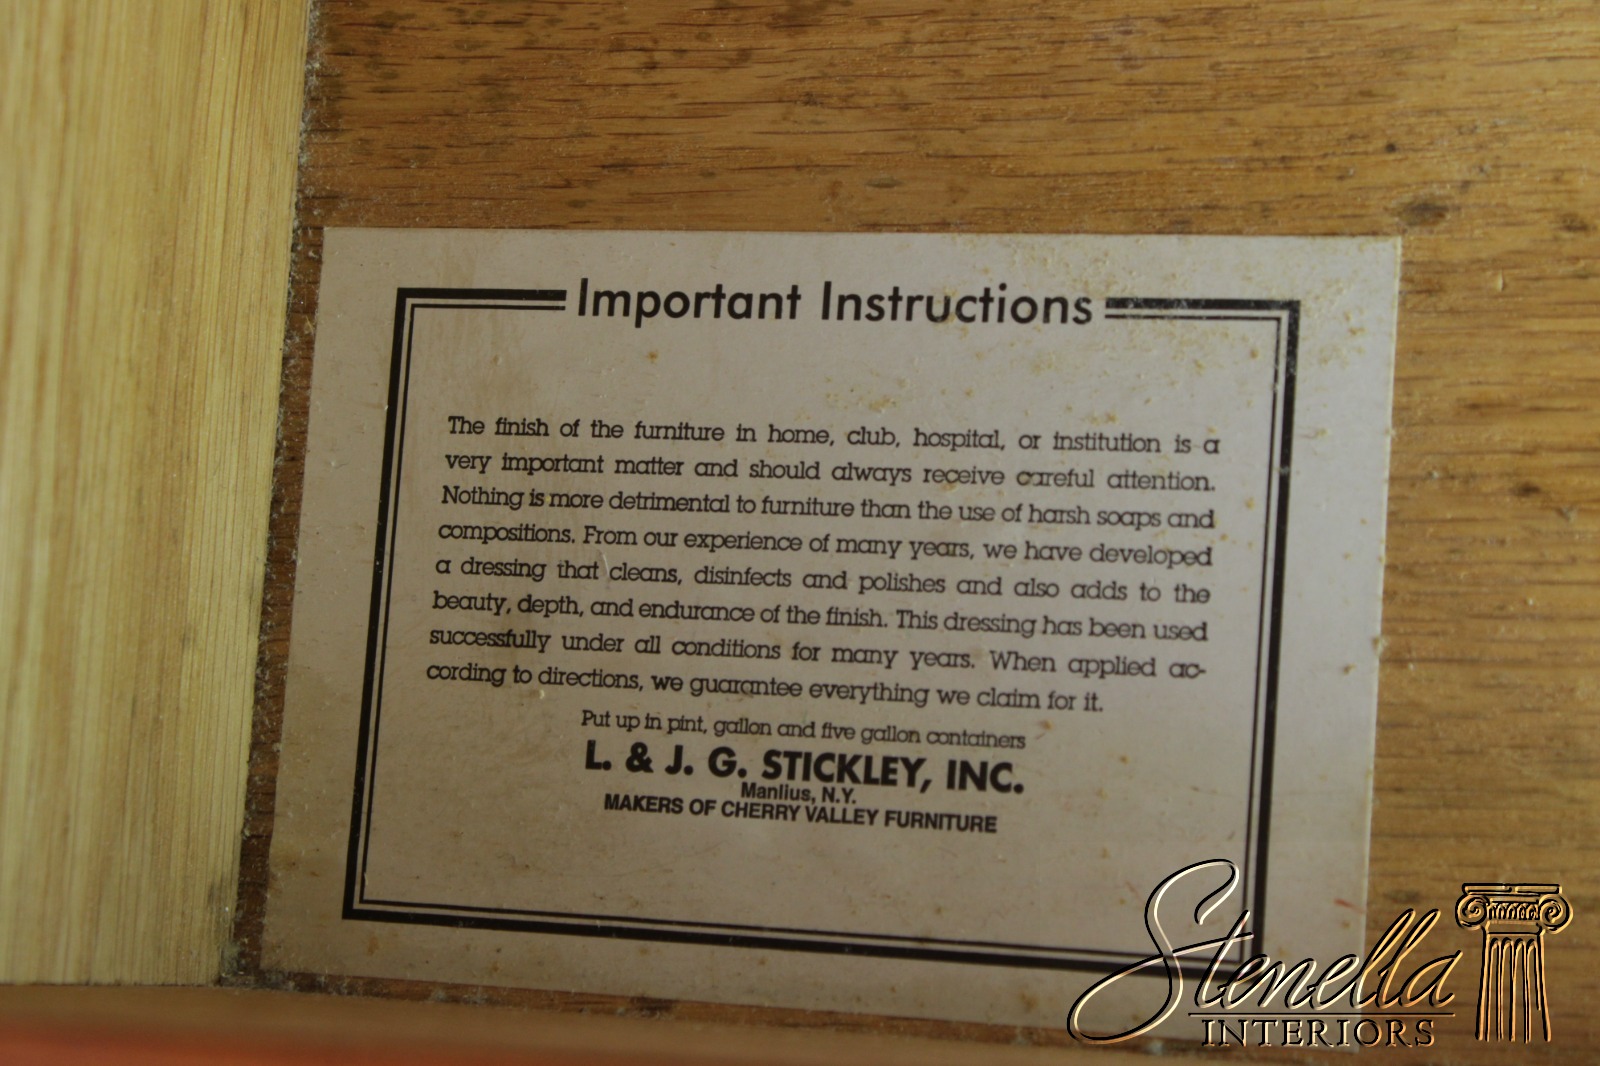 Important Instructions
The finish of the furniture in home, club, hospital, or institution is a
very important matter and should always receive careful attention.
Nothing is more detrimental to furniture than the use of harsh soaps and
compositions. From our experience of many years, we have developed
a dressing that cleans, disinfects and polishes and also adds to the
beauty, depth, and endurance of the finish. This dressing has been used
successfully under all conditions for many years. When applied ac-
cording to directions, we guarantee everything we claim for it.
Put up in pint, gallon and five gallon containers
L. & J. G. STICKLEY, INC.
Manlius, N.Y.
MAKERS OF CHERRY VALLEY FURNITURE
Stenella
INTERIORS